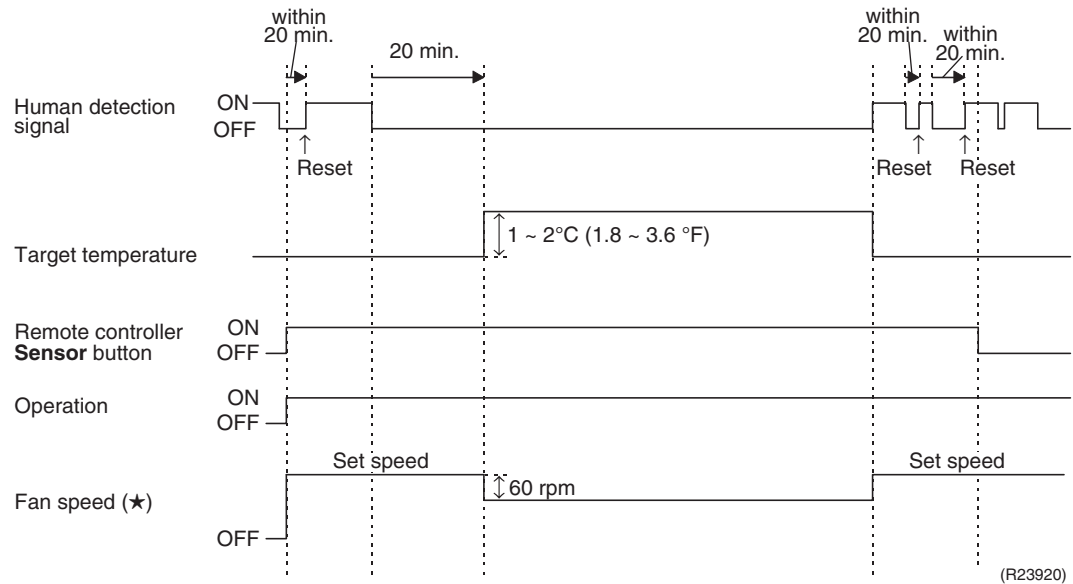 within
20 min.
20 min.
within
20 min.
within
20 min.
Human detection
signal
ON
OFF
↑
Reset
↑
Reset
↑
Reset
Target temperature
1 ~ 2°C (1.8 ~ 3.6 °F)
Remote controller
Sensor button
ON
OFF
Operation
ON
OFF
Fan speed (★)
Set speed
60 rpm
Set speed
OFF
(R23920)